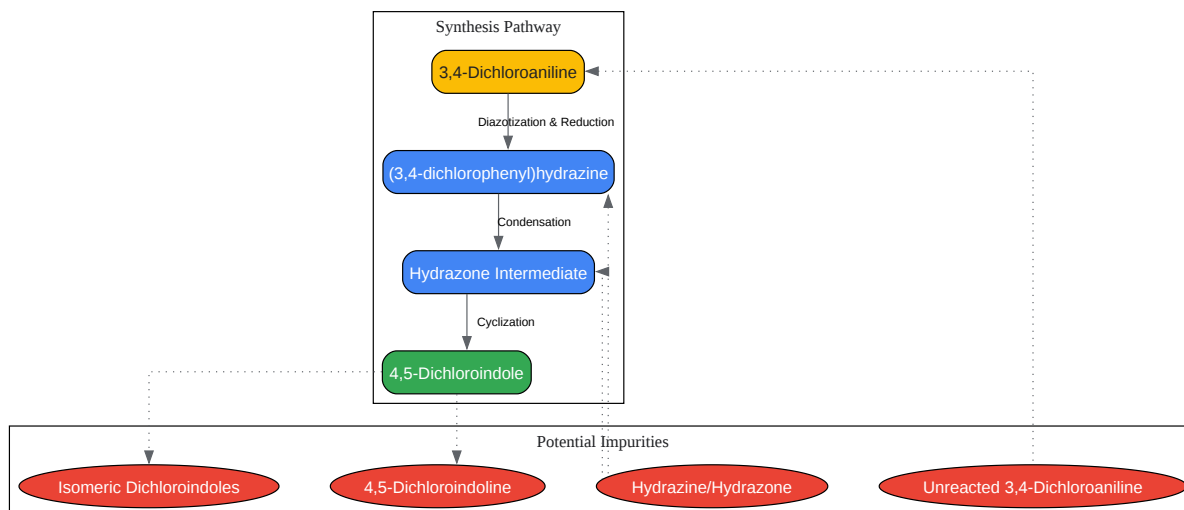 Synthesis Pathway
3,4-Dichloroaniline
Diazotization & Reduction
(3,4-dichlorophenyl)hydrazine
Condensation
Hydrazone Intermediate
Cyclization
4,5-Dichloroindole
Potential Impurities
Isomeric Dichloroindoles
4,5-Dichloroindoline
Hydrazine/Hydrazone
Unreacted 3,4-Dichloroaniline